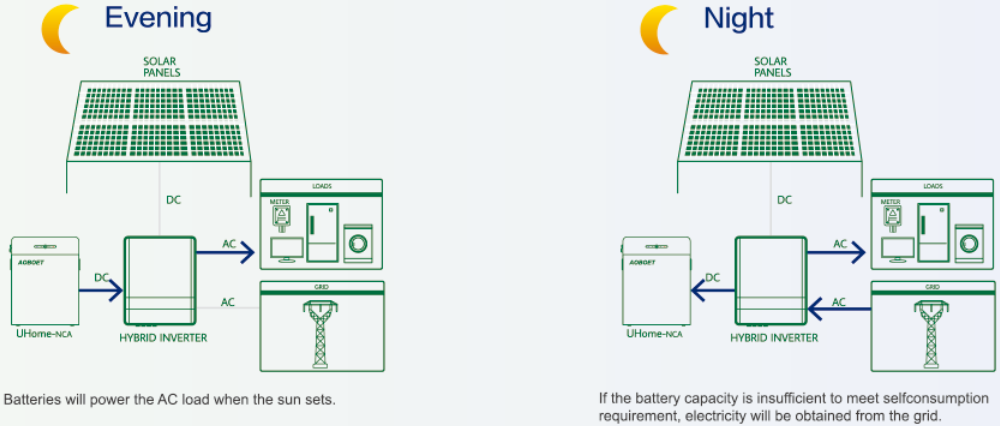 Evening
SOLAR
PANELS
DC
LOADS
METER
AC
AOBOET
DC
AC
GRID
UHome-NCA
HYBRID INVERTER
Batteries will power the AC load when the sun sets.
Night
SOLAR
PANELS
DC
LOADS
METER
AC
AOBOET
DC
AC
GRID
UHome-NCA
HYBRID INVERTER
If the battery capacity is insufficient to meet selfconsumption
requirement, electricity will be obtained from the grid.